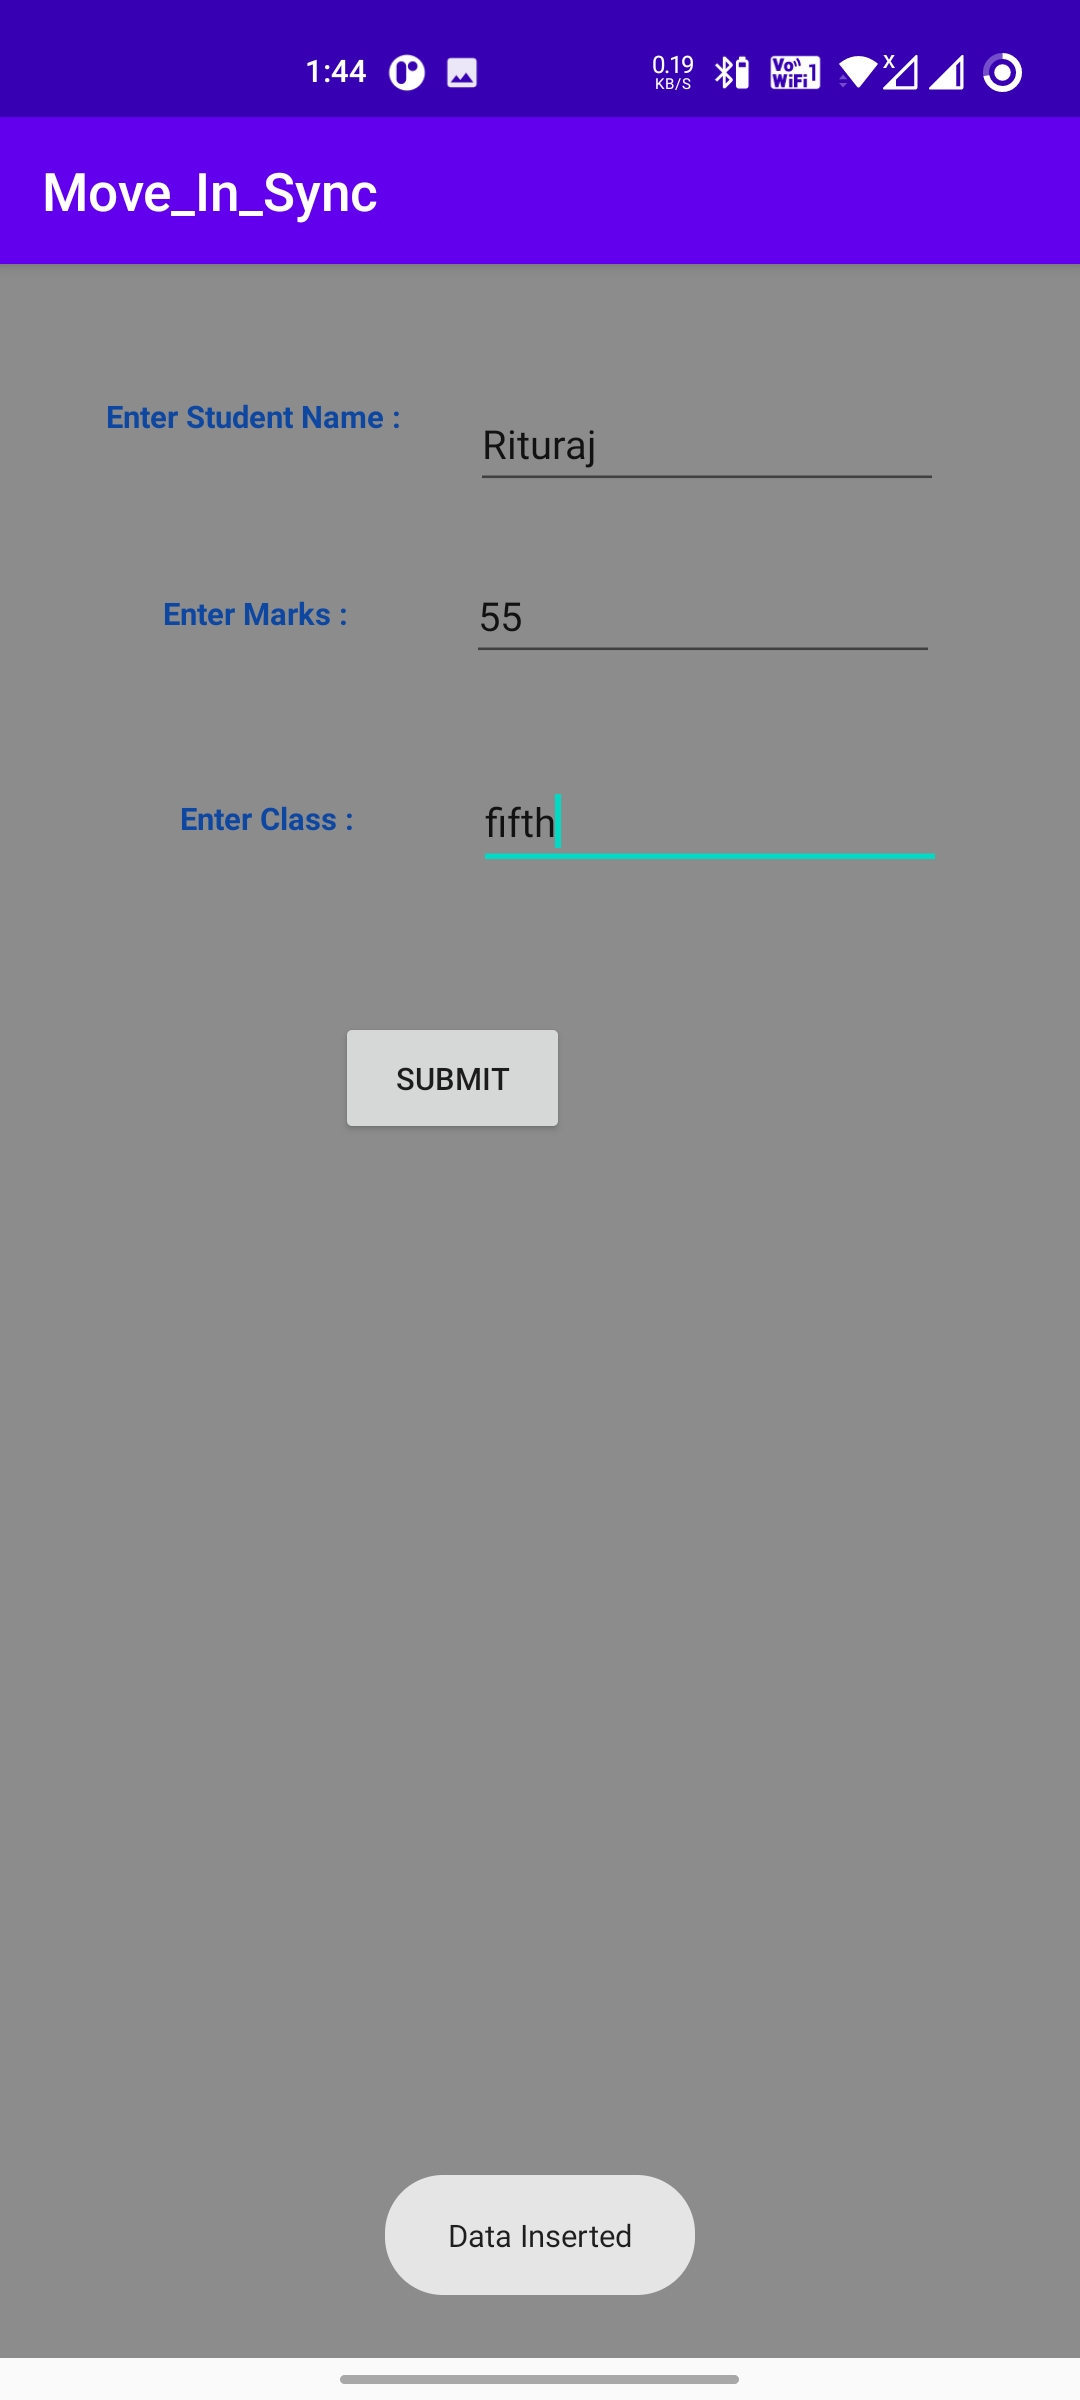 1:44 0.19 KB/S Vo WiFi 1 X
Move_In_Sync
Enter Student Name :
Rituraj
Enter Marks :
55
Enter Class :
fifth
SUBMIT
Data Inserted